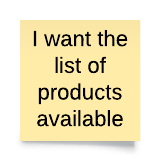 I want the
list of
products
available